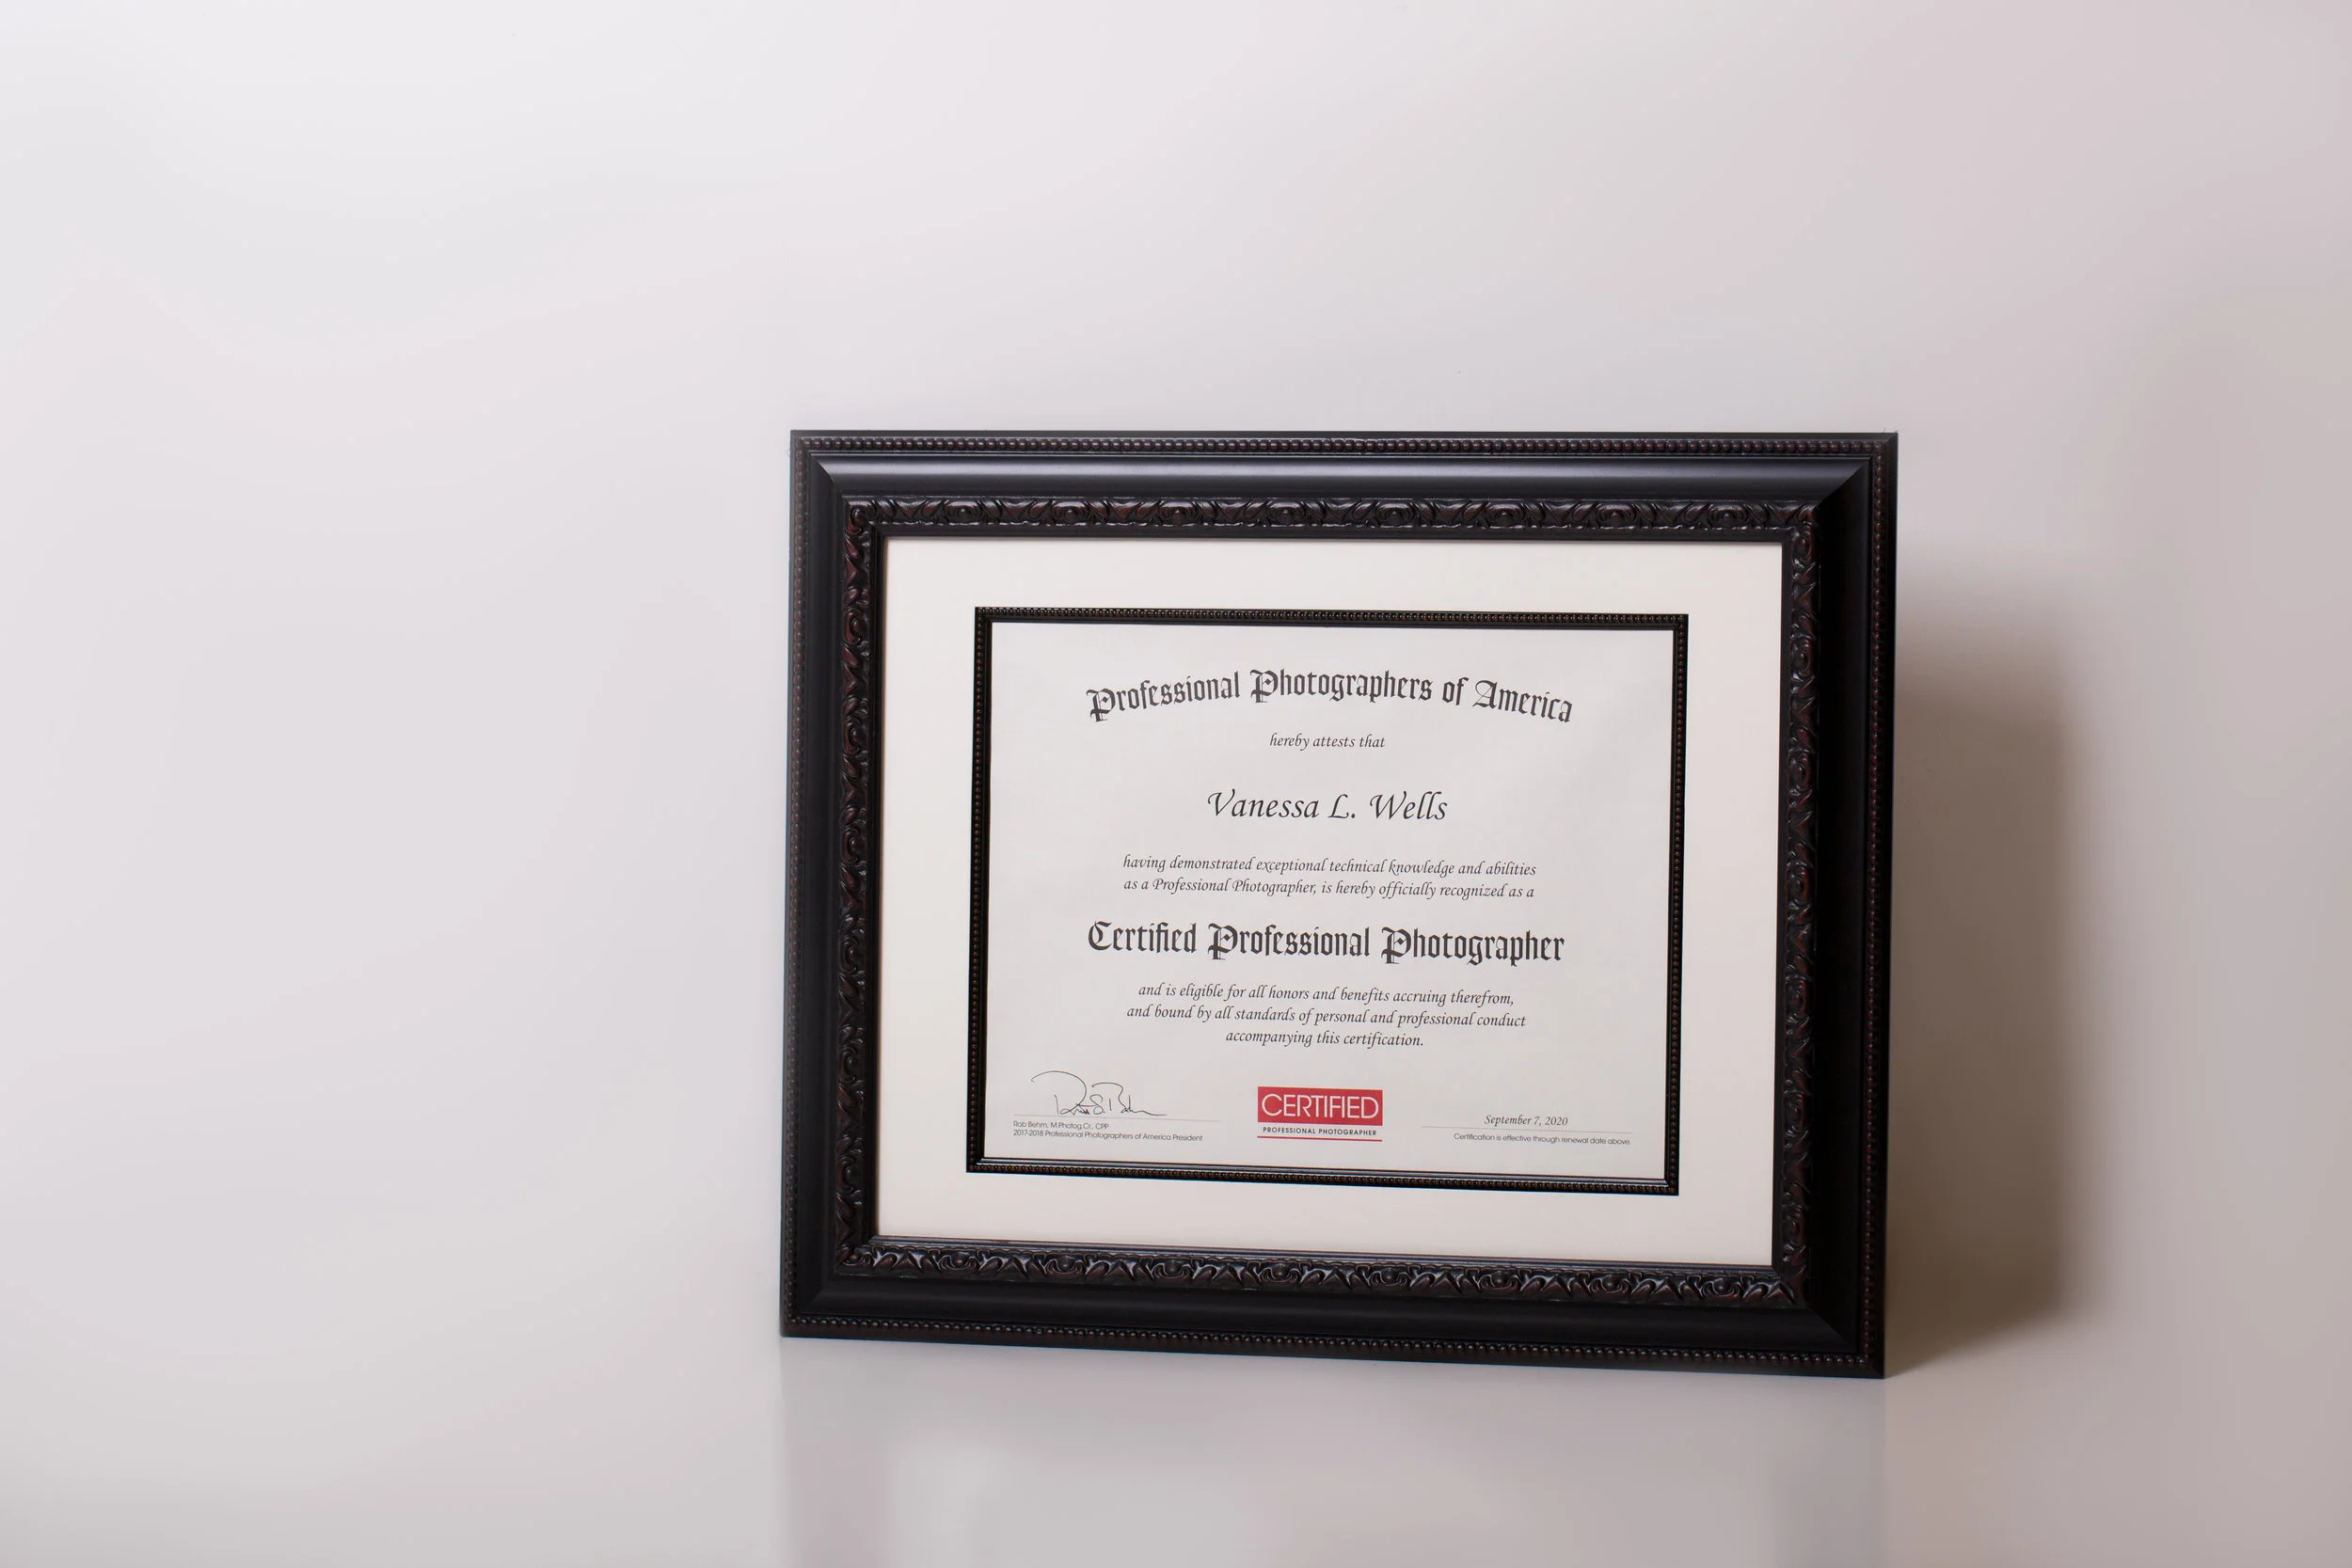 Professional Photographers of America
hereby attests that
Vanessa L. Wells
having demonstrated exceptional technical knowledge and abilities
as a Professional Photographer, is hereby officially recognized as a
Certified Professional Photographer
and is eligible for all honors and benefits accruing therefrom,
and bound by all standards of personal and professional conduct
accompanying this certification.
Rob Behm, M.Photog.Cr., CPP
2017-2018 Professional Photographers of America President
CERTIFIED
PROFESSIONAL PHOTOGRAPHER
September 7, 2020
Certification is effective through renewal date above.